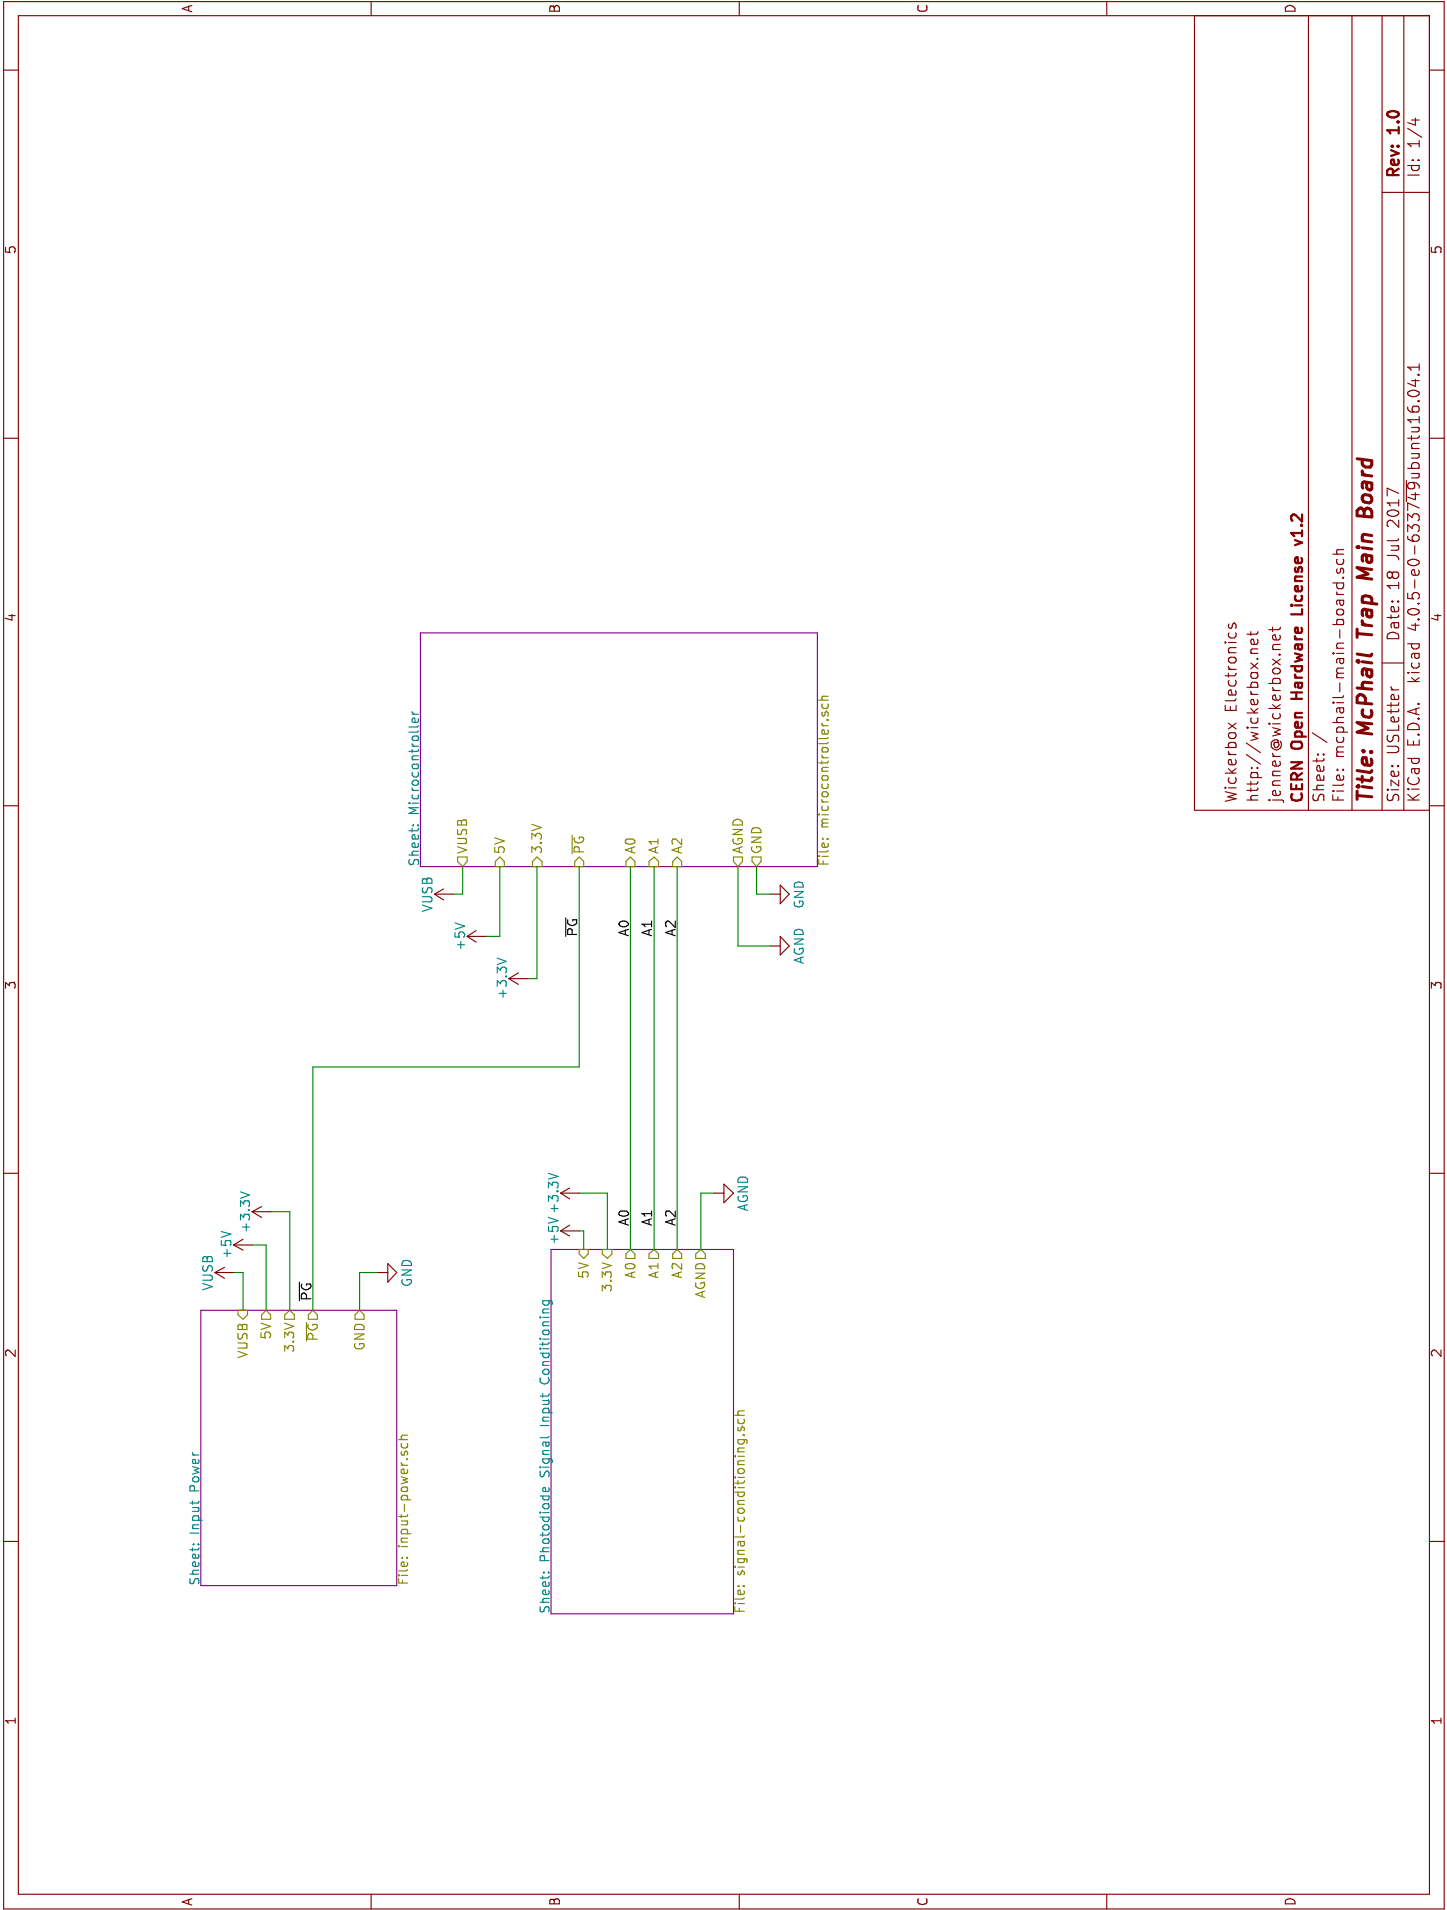 1
2
3
4
5
A
B
C
D
Sheet: Input Power
VUSB
5V
3.3V
PG
GND
File: input-power.sch
VUSB
+5V
+3.3V
PG
GND
Sheet: Photodiode Signal Input Conditioning
5V
3.3V
A0
A1
A2
AGND
File: signal-conditioning.sch
+5V
+3.3V
A0
A1
A2
AGND
VUSB
+5V
+3.3V
PG
A0
A1
A2
AGND
GND
Sheet: Microcontroller
VUSB
5V
3.3V
PG
A0
A1
A2
AGND
GND
File: microcontroller.sch
Wickerbox Electronics
http://wickerbox.net
jenner@wickerbox.net
CERN Open Hardware License v1.2
Sheet: /
File: mcphail-main-board.sch
Title: McPhail Trap Main Board
Size: USLetter Date: 18 Jul 2017 Rev: 1.0
KiCad E.D.A. kicad 4.0.5-e0-6337~49~ubuntu16.04.1 Id: 1/4
A
B
C
D
1
2
3
4
5